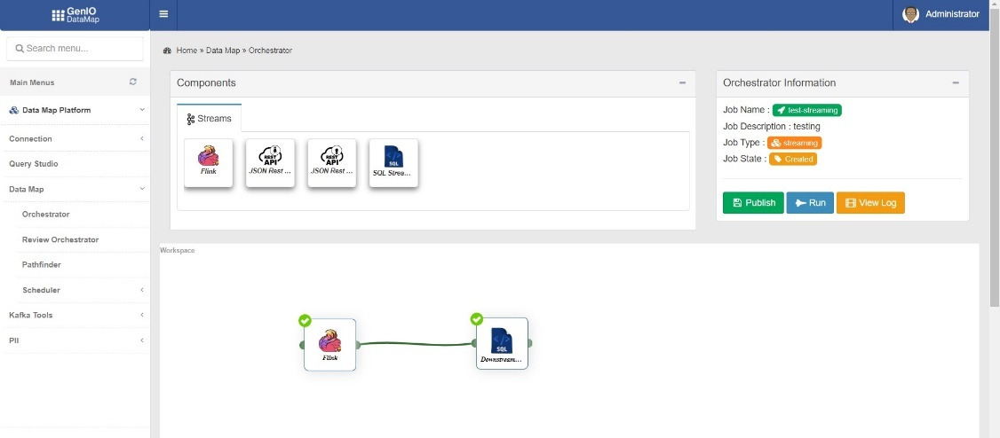 GenIO
DataMap
Administrator
Search menu...
Home » Data Map » Orchestrator
Main Menus
Data Map Platform
Connection
Query Studio
Data Map
Orchestrator
Review Orchestrator
Pathfinder
Scheduler
Kafka Tools
PII
Components
Streams
Flink
REST
API
JSON Rest ...
REST
API
JSON Rest ...
SQL
SQL Strea...
Orchestrator Information
Job Name : test-streaming
Job Description : testing
Job Type : streaming
Job State : Created
Publish Run View Log
Workspace
Flink
SQL
Downstream...